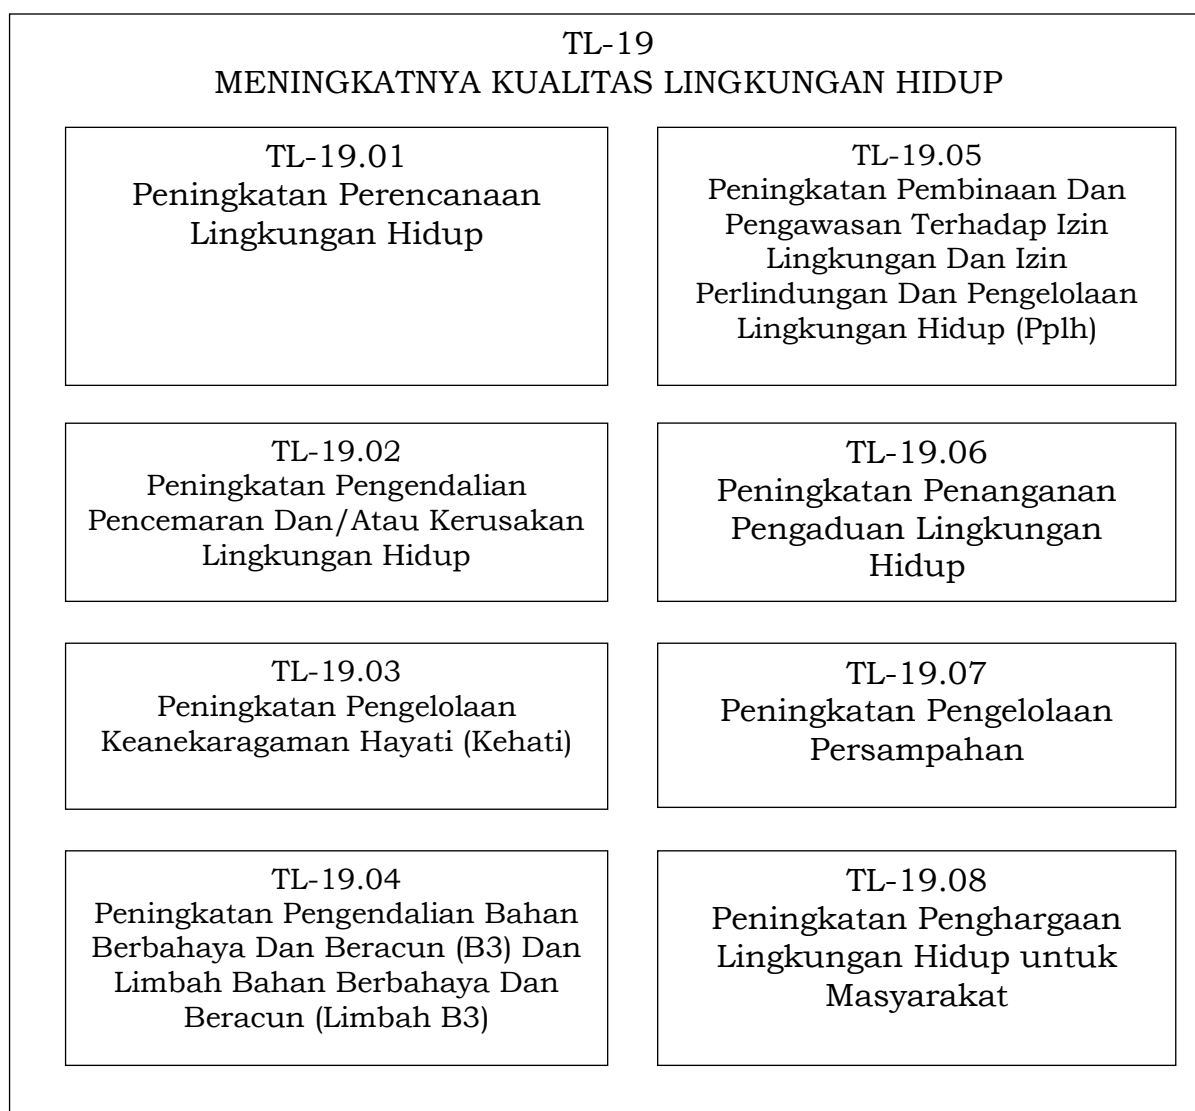 TL-19
MENINGKATNYA KUALITAS LINGKUNGAN HIDUP
TL-19.01
Peningkatan Perencanaan
Lingkungan Hidup
TL-19.02
Peningkatan Pengendalian
Pencemaran Dan/Atau Kerusakan
Lingkungan Hidup
TL-19.03
Peningkatan Pengelolaan
Keanekaragaman Hayati (Kehati)
TL-19.04
Peningkatan Pengendalian Bahan
Berbahaya Dan Beracun (B3) Dan
Limbah Bahan Berbahaya Dan
Beracun (Limbah B3)
TL-19.05
Peningkatan Pembinaan Dan
Pengawasan Terhadap Izin
Lingkungan Dan Izin
Perlindungan Dan Pengelolaan
Lingkungan Hidup (Pplh)
TL-19.06
Peningkatan Penanganan
Pengaduan Lingkungan
Hidup
TL-19.07
Peningkatan Pengelolaan
Persampahan
TL-19.08
Peningkatan Penghargaan
Lingkungan Hidup untuk
Masyarakat